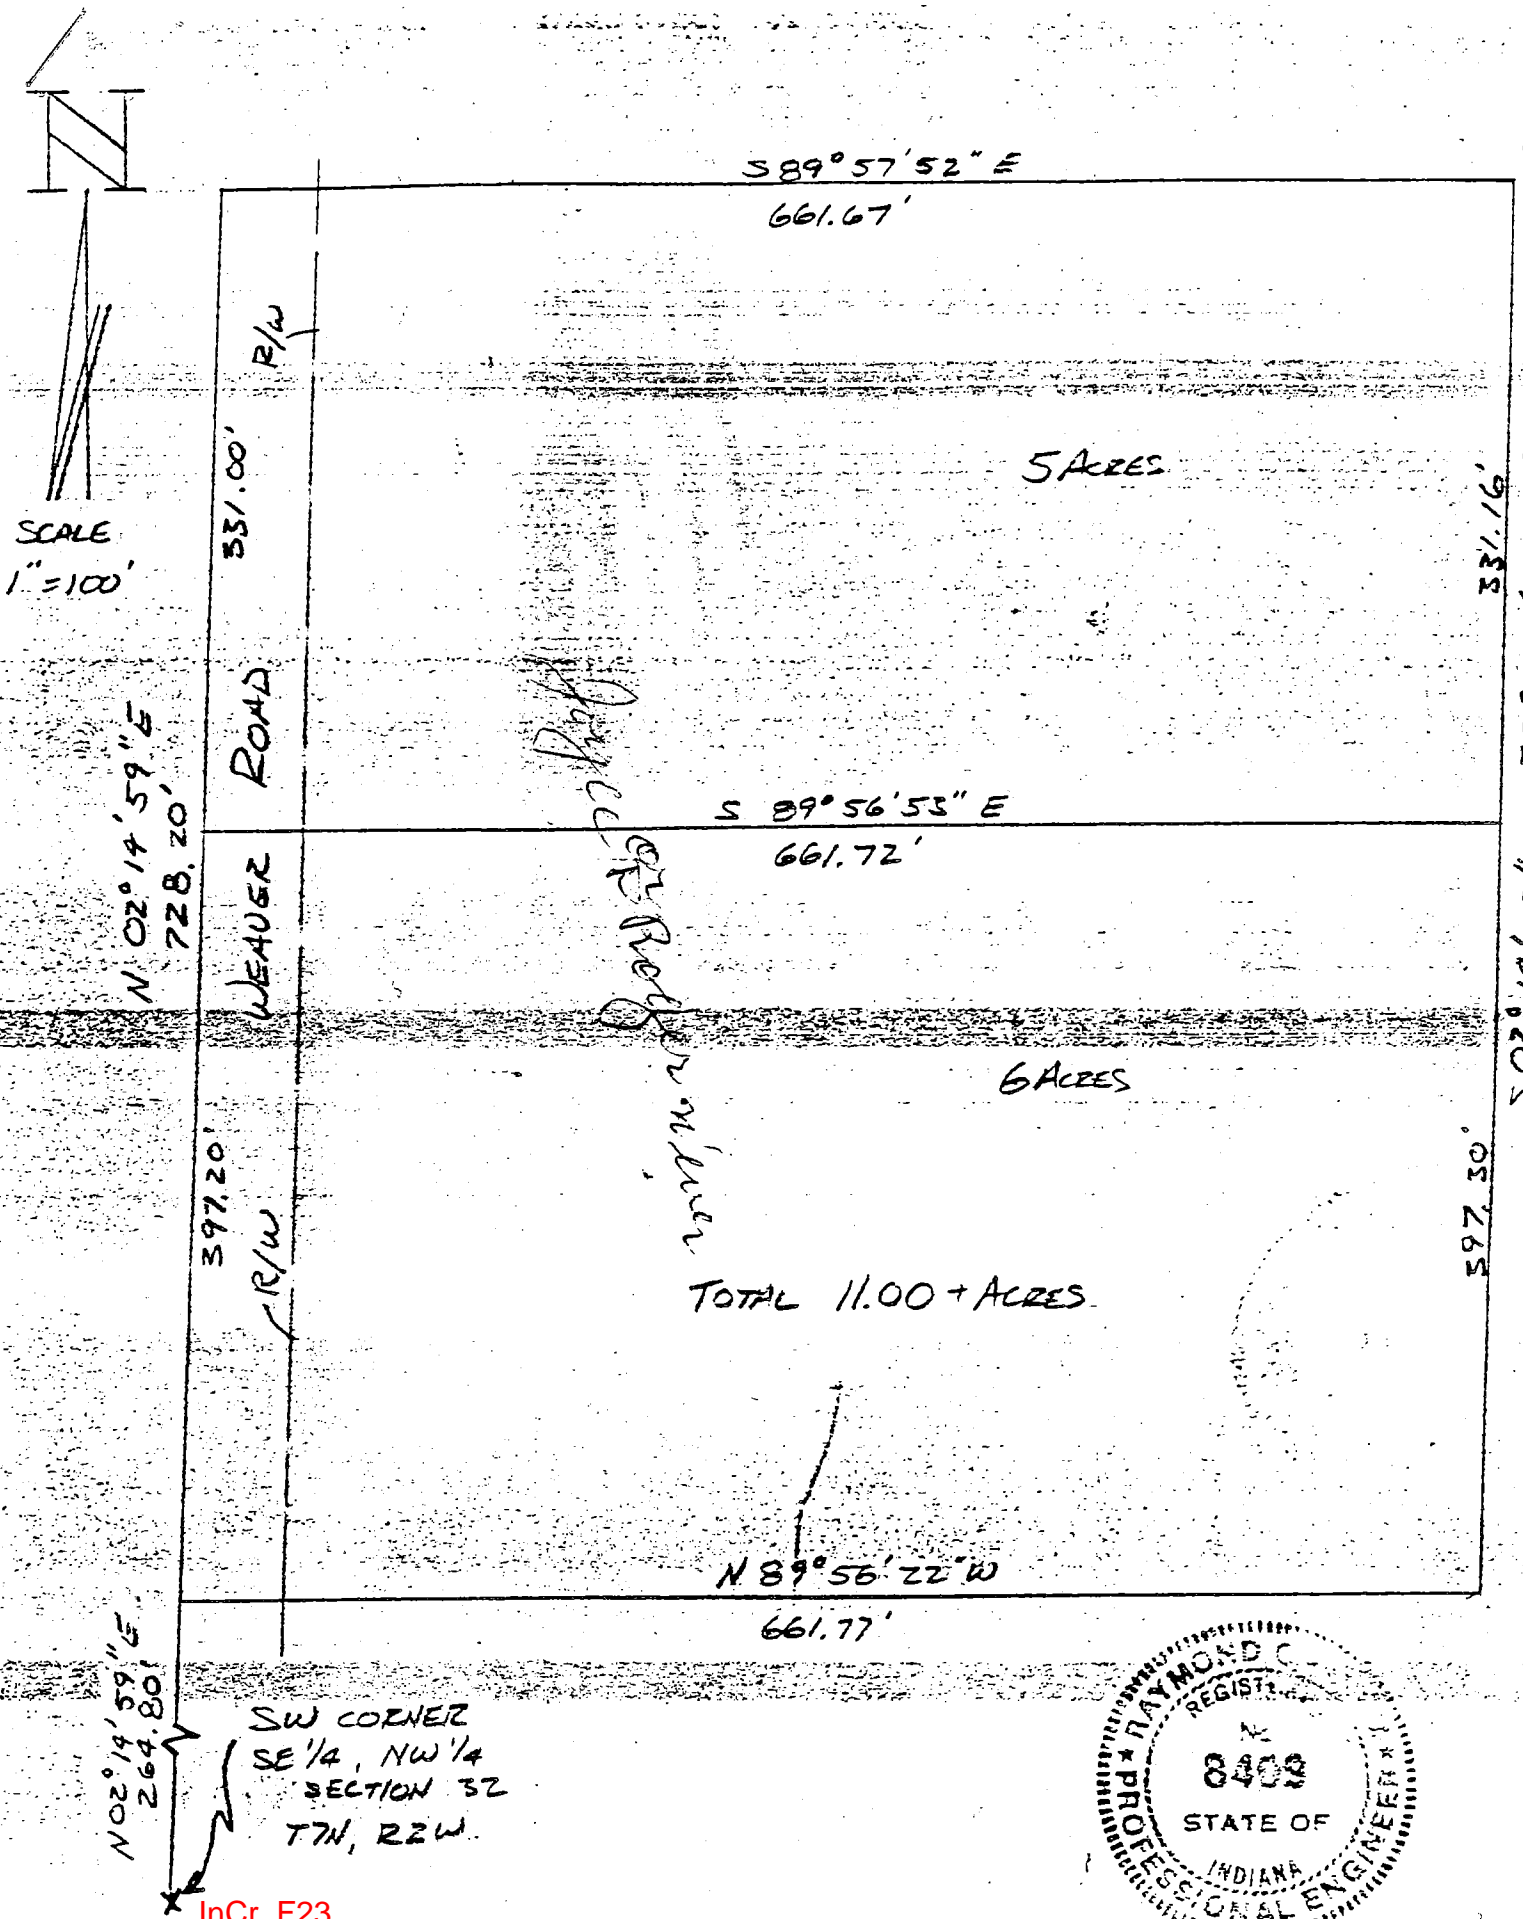 N
S 89° 57' 52" E
661.67'
R/W
331.00'
5 ACRES
331.16'
SCALE
1" = 100'
ROAD
N 02° 14' 59" E
728.20'
S 89° 56' 53" E
661.72'
WEAVER
6 ACRES
397.20'
397.30'
R/W
TOTAL 11.00 + ACRES
N 89° 56' 22" W
661.77'
N 02° 14' 59" E
264.80'
SW CORNER
SE 1/4, NW 1/4
SECTION 32
T7N, R2W
RAYMOND C
8409
STATE OF
INDIANA
PROFESSIONAL ENGINEER
InCr F23